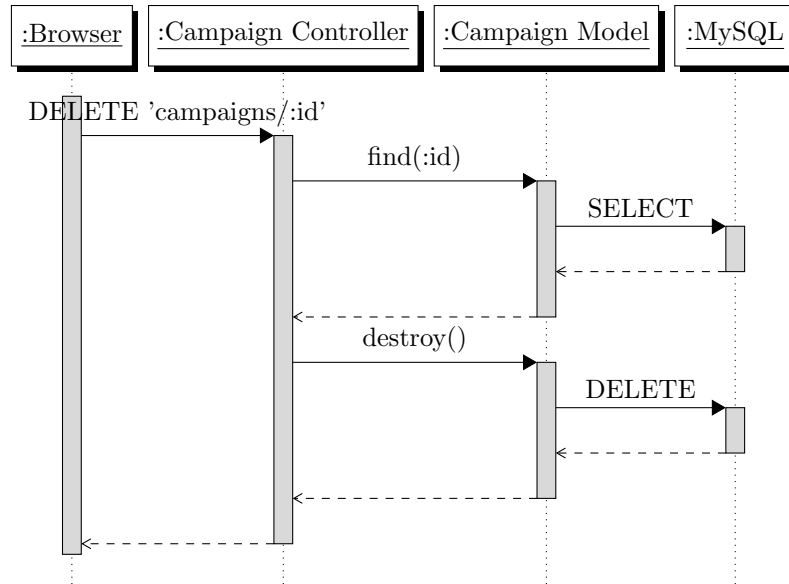 :Browser :Campaign Controller :Campaign Model :MySQL
DELETE 'campaigns/:id'
find(:id)
SELECT
destroy()
DELETE